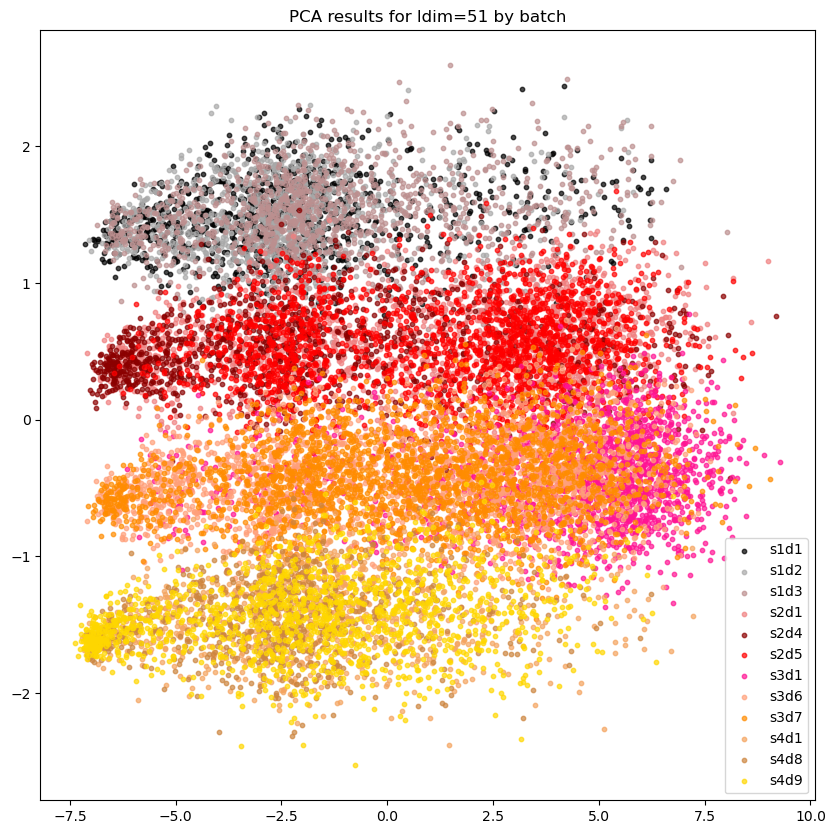 PCA results for ldim=51 by batch
2
1
0
−1
−2
−7.5 −5.0 −2.5 0.0 2.5 5.0 7.5 10.0
s1d1
s1d2
s1d3
s2d1
s2d4
s2d5
s3d1
s3d6
s3d7
s4d1
s4d8
s4d9